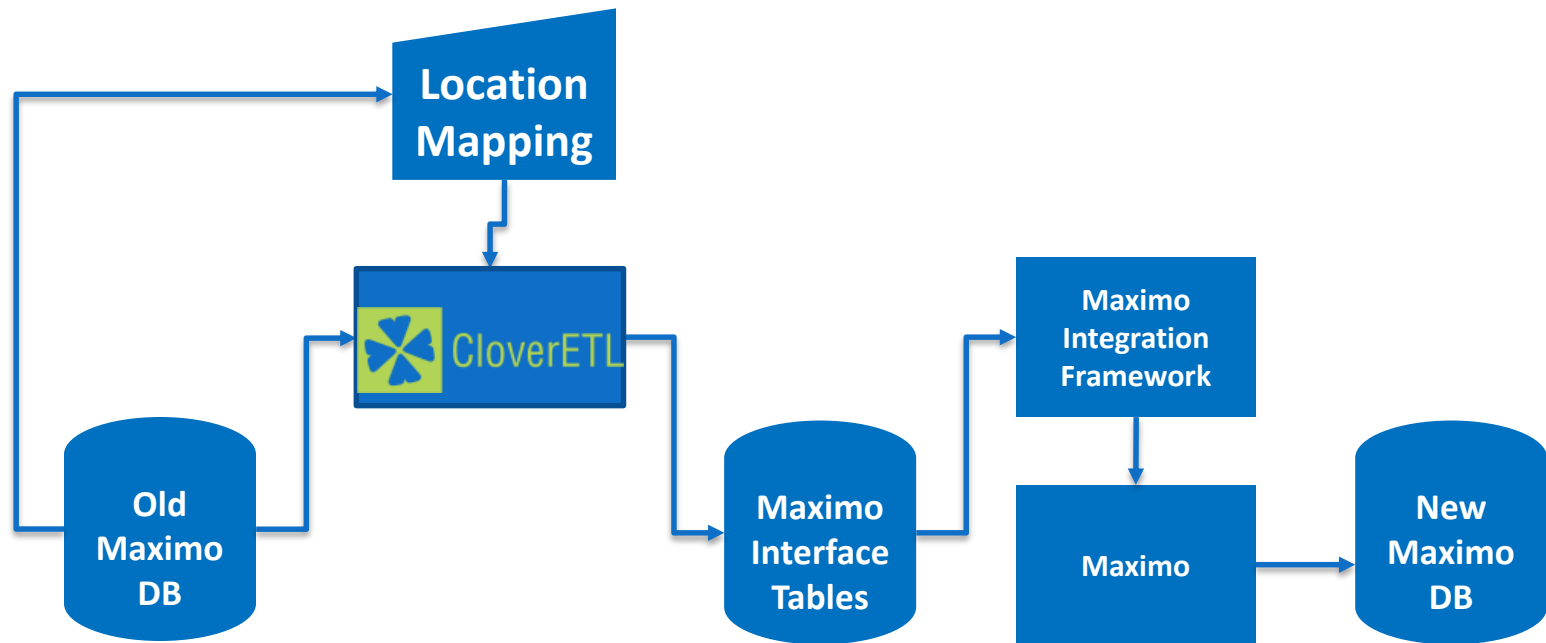 Location
Mapping
CloverETL
Old
Maximo
DB
Maximo
Interface
Tables
Maximo
Integration
Framework
Maximo
New
Maximo
DB